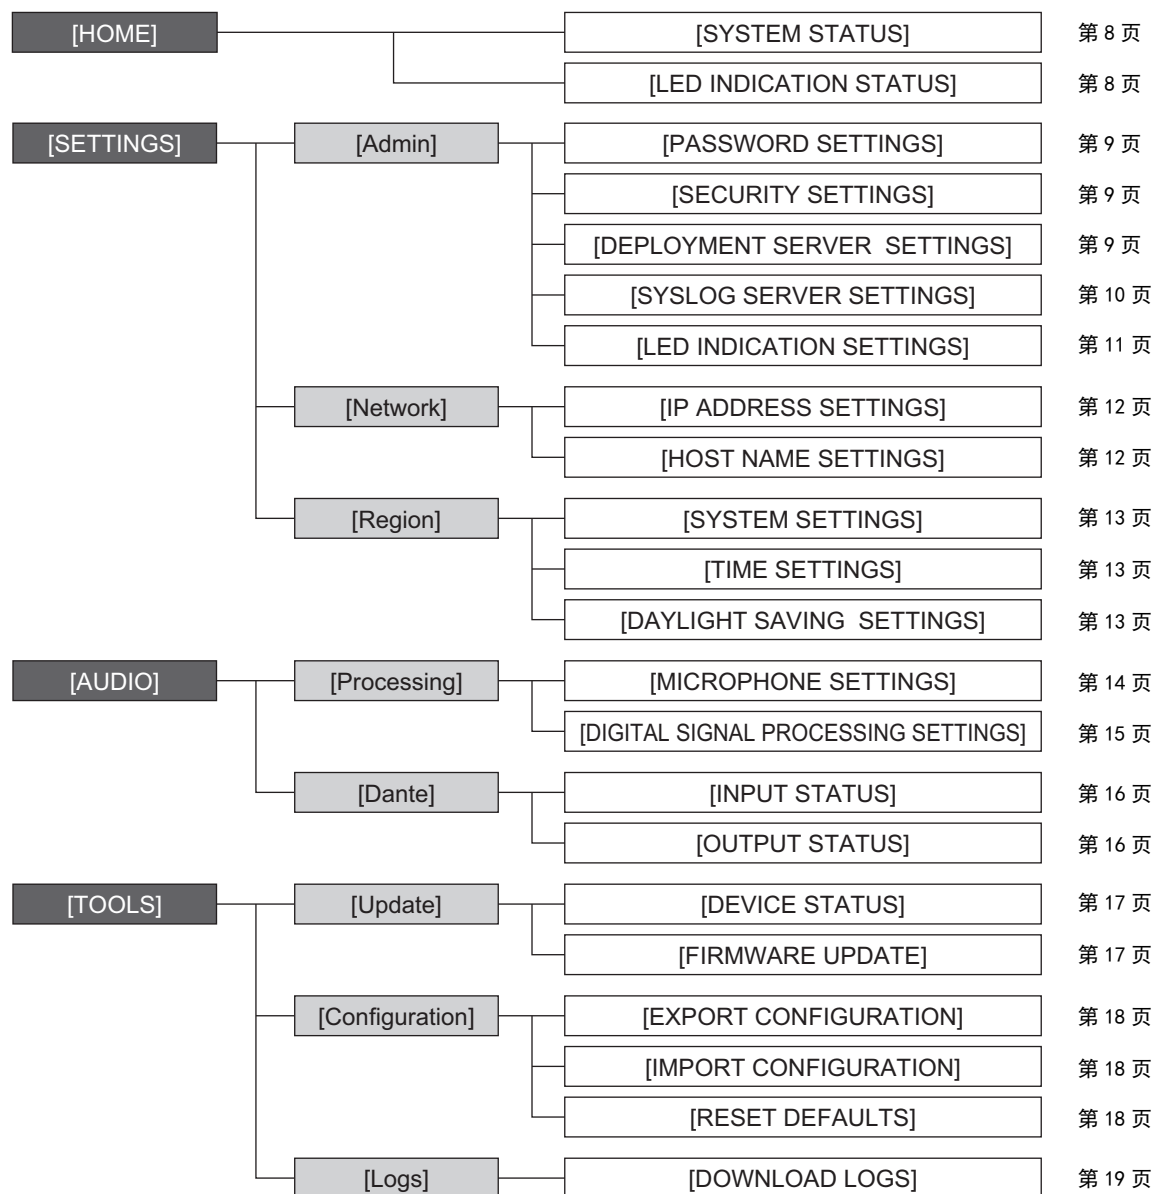 [HOME] [SYSTEM STATUS] 第 8 页
[LED INDICATION STATUS] 第 8 页
[SETTINGS] [Admin] [PASSWORD SETTINGS] 第 9 页
[SECURITY SETTINGS] 第 9 页
[DEPLOYMENT SERVER SETTINGS] 第 9 页
[SYSLOG SERVER SETTINGS] 第 10 页
[LED INDICATION SETTINGS] 第 11 页
[Network] [IP ADDRESS SETTINGS] 第 12 页
[HOST NAME SETTINGS] 第 12 页
[Region] [SYSTEM SETTINGS] 第 13 页
[TIME SETTINGS] 第 13 页
[DAYLIGHT SAVING SETTINGS] 第 13 页
[AUDIO] [Processing] [MICROPHONE SETTINGS] 第 14 页
[DIGITAL SIGNAL PROCESSING SETTINGS] 第 15 页
[Dante] [INPUT STATUS] 第 16 页
[OUTPUT STATUS] 第 16 页
[TOOLS] [Update] [DEVICE STATUS] 第 17 页
[FIRMWARE UPDATE] 第 17 页
[Configuration] [EXPORT CONFIGURATION] 第 18 页
[IMPORT CONFIGURATION] 第 18 页
[RESET DEFAULTS] 第 18 页
[Logs] [DOWNLOAD LOGS] 第 19 页